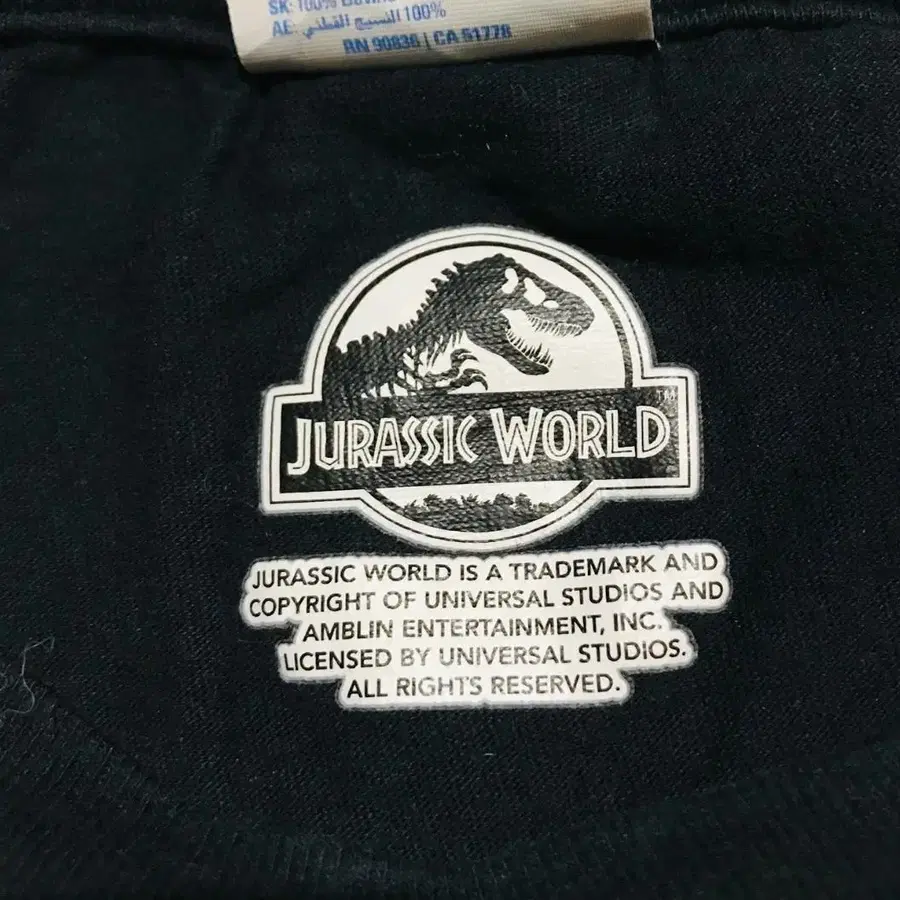 SK: 100%
AE: النسيج القطني 100%
RN 90836 | CA 51778
JURASSIC WORLD™
JURASSIC WORLD IS A TRADEMARK AND
COPYRIGHT OF UNIVERSAL STUDIOS AND
AMBLIN ENTERTAINMENT, INC.
LICENSED BY UNIVERSAL STUDIOS.
ALL RIGHTS RESERVED.